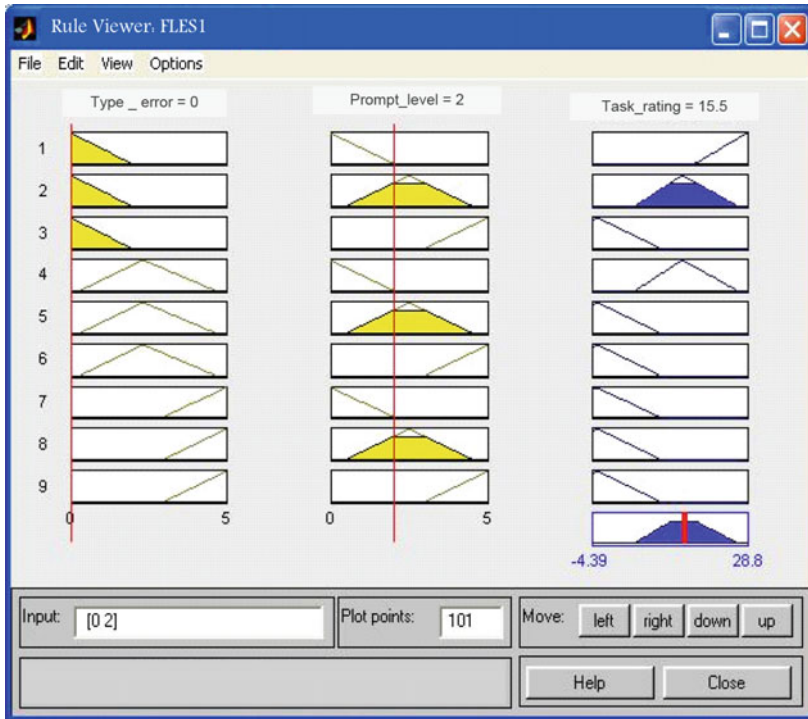 Rule Viewer: FLES1
File Edit View Options
Type _ error = 0 Prompt_level = 2 Task_rating = 15.5
1
2
3
4
5
6
7
8
9
0 5 0 5
-4.39 28.8
Input: [0 2] Plot points: 101 Move: left right down up
Help Close